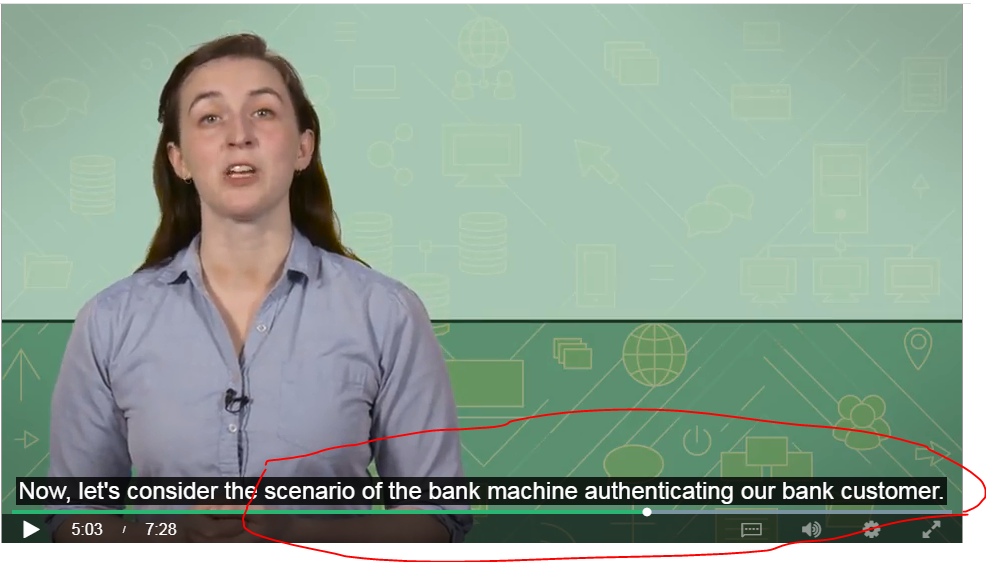 Now, let's consider the scenario of the bank machine authenticating our bank customer.
5:03 / 7:28